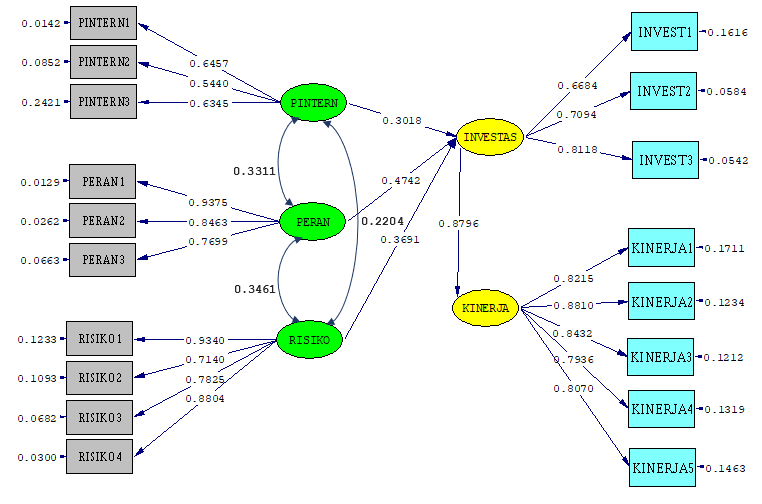 0.0142 PINTERN1
0.0852 PINTERN2
0.2421 PINTERN3
0.6457
0.5440
0.6345
PINTERN
0.3018
INVESTAS
0.6684
0.7094
0.8118
INVEST1 0.1616
INVEST2 0.0584
INVEST3 0.0542
0.3311
0.4742
0.0129 PERAN1
0.0262 PERAN2
0.0663 PERAN3
0.9375
0.8463
0.7699
PERAN
0.2204
0.3691
0.8796
0.3461
KINERJA
0.8215
0.8810
0.8432
0.7936
0.8070
KINERJA1 0.1711
KINERJA2 0.1234
KINERJA3 0.1212
KINERJA4 0.1319
KINERJA5 0.1463
0.1233 RISIKO1
0.1093 RISIKO2
0.0682 RISIKO3
0.0300 RISIKO4
0.9340
0.7140
0.7825
0.8804
RISIKO